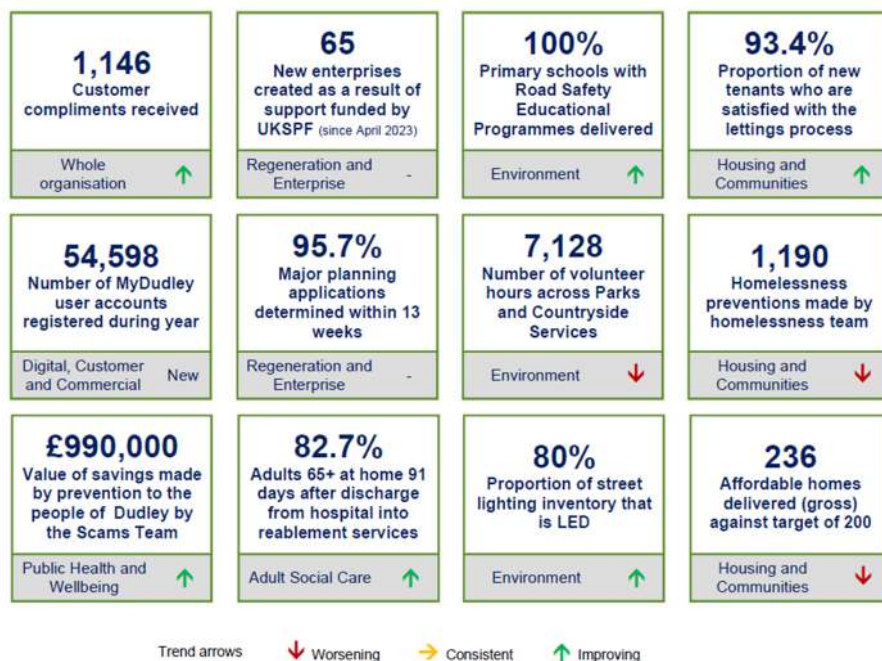 1,146
Customer
compliments received
Whole
organisation
65
New enterprises
created as a result of
support funded by
UKSPF (since April 2023)
Regeneration and
Enterprise -
100%
Primary schools with
Road Safety
Educational
Programmes delivered
Environment
93.4%
Proportion of new
tenants who are
satisfied with the
lettings process
Housing and
Communities
54,598
Number of MyDudley
user accounts
registered during year
Digital, Customer
and Commercial New
95.7%
Major planning
applications
determined within 13
weeks
Regeneration and
Enterprise -
7,128
Number of volunteer
hours across Parks
and Countryside
Services
Environment
1,190
Homelessness
preventions made by
homelessness team
Housing and
Communities
£990,000
Value of savings made
by prevention to the
people of Dudley by
the Scams Team
Public Health and
Wellbeing
82.7%
Adults 65+ at home 91
days after discharge
from hospital into
reablement services
Adult Social Care
80%
Proportion of street
lighting inventory that
is LED
Environment
236
Affordable homes
delivered (gross)
against target of 200
Housing and
Communities
Trend arrows ↓ Worsening → Consistent ↑ Improving